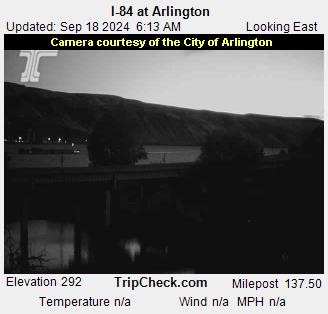 I-84 at Arlington
Updated: Sep 18 2024 6:13 AM Looking East
Camera courtesy of the City of Arlington
Elevation 292 TripCheck.com Milepost 137.50
Temperature n/a Wind n/a MPH n/a